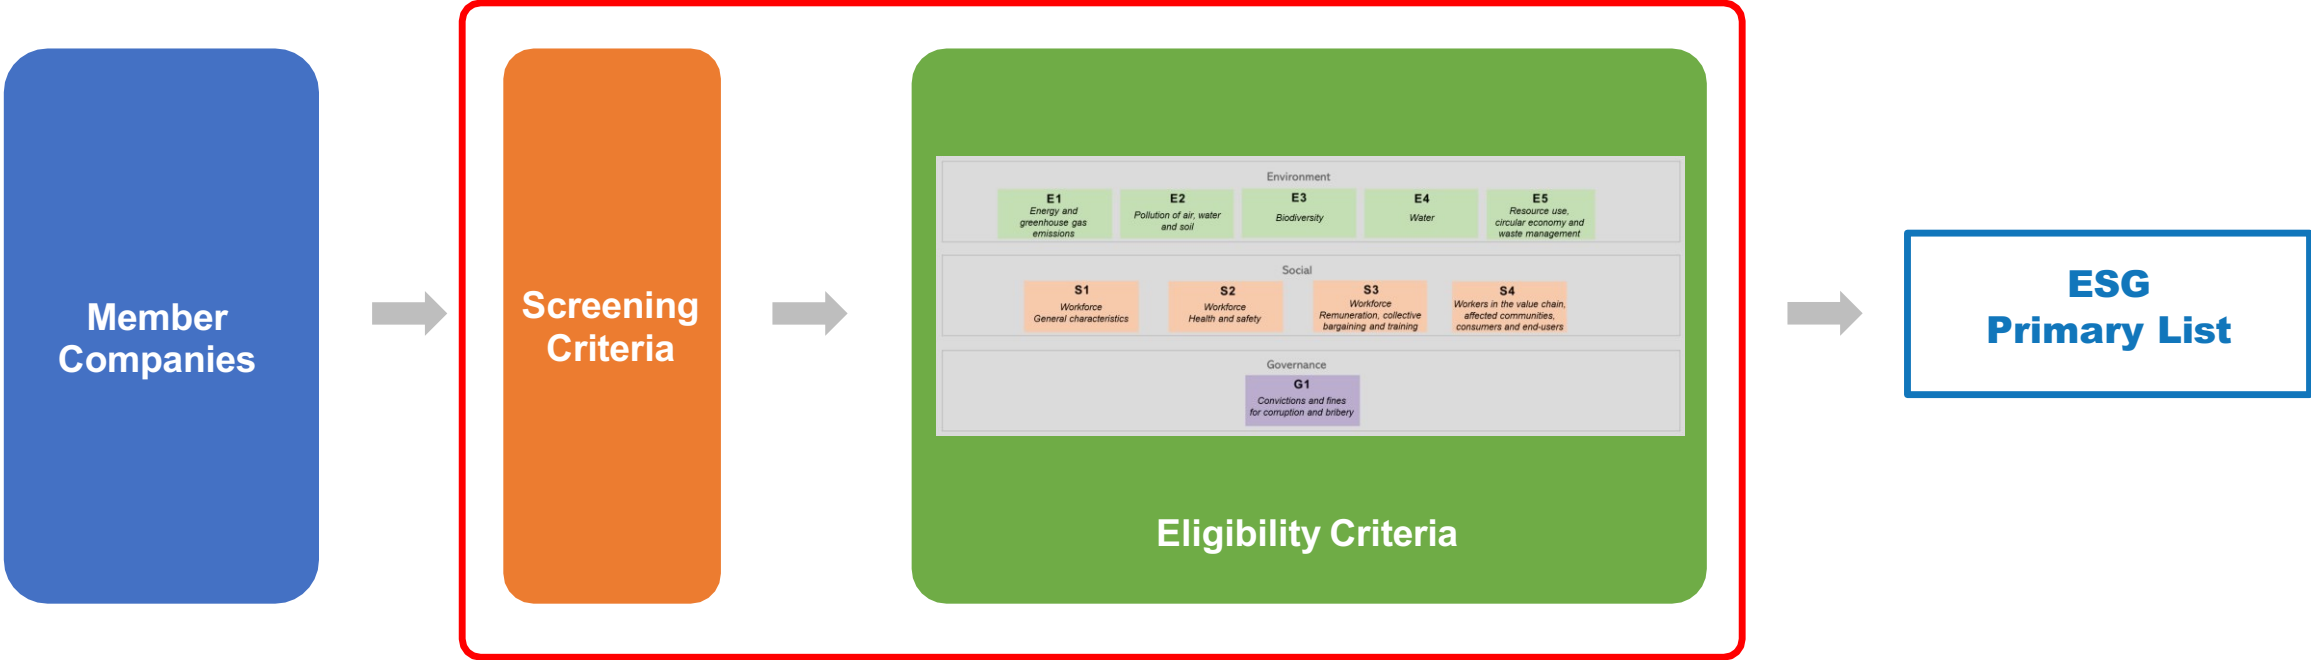 Member
Companies
Screening
Criteria
Environment
E1
Energy and
greenhouse gas
emissions
E2
Pollution of air, water
and soil
E3
Biodiversity
E4
Water
E5
Resource use,
circular economy and
waste management
Social
S1
Workforce
General characteristics
S2
Workforce
Health and safety
S3
Workforce
Remuneration, collective
bargaining and training
S4
Workers in the value chain,
affected communities,
consumers and end-users
Governance
G1
Convictions and fines
for corruption and bribery
Eligibility Criteria
ESG
Primary List